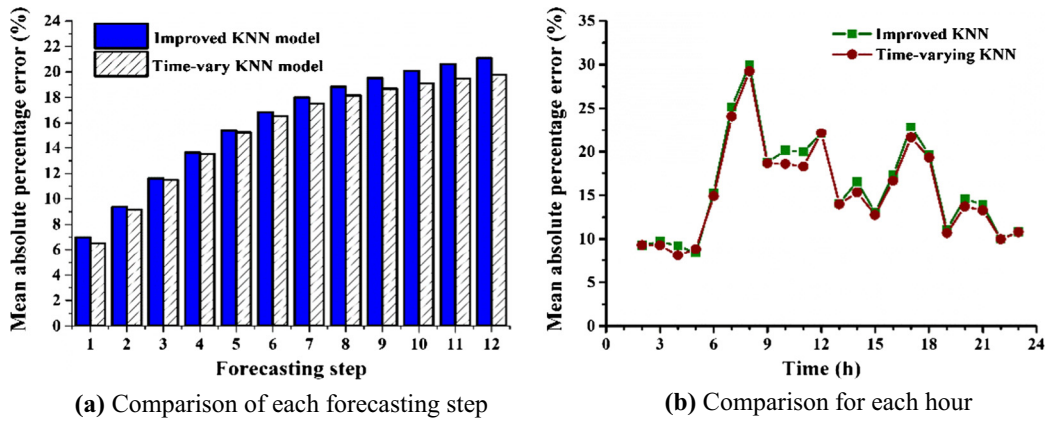 Mean absolute percentage error (%)
24
22
20
18
16
14
12
10
8
6
4
2
0
Improved KNN model
Time-vary KNN model
1 2 3 4 5 6 7 8 9 10 11 12
Forecasting step
(a) Comparison of each forecasting step
Mean absolute percentage error (%)
35
30
25
20
15
10
5
0
Improved KNN
Time-varying KNN
0 3 6 9 12 15 18 21 24
Time (h)
(b) Comparison for each hour